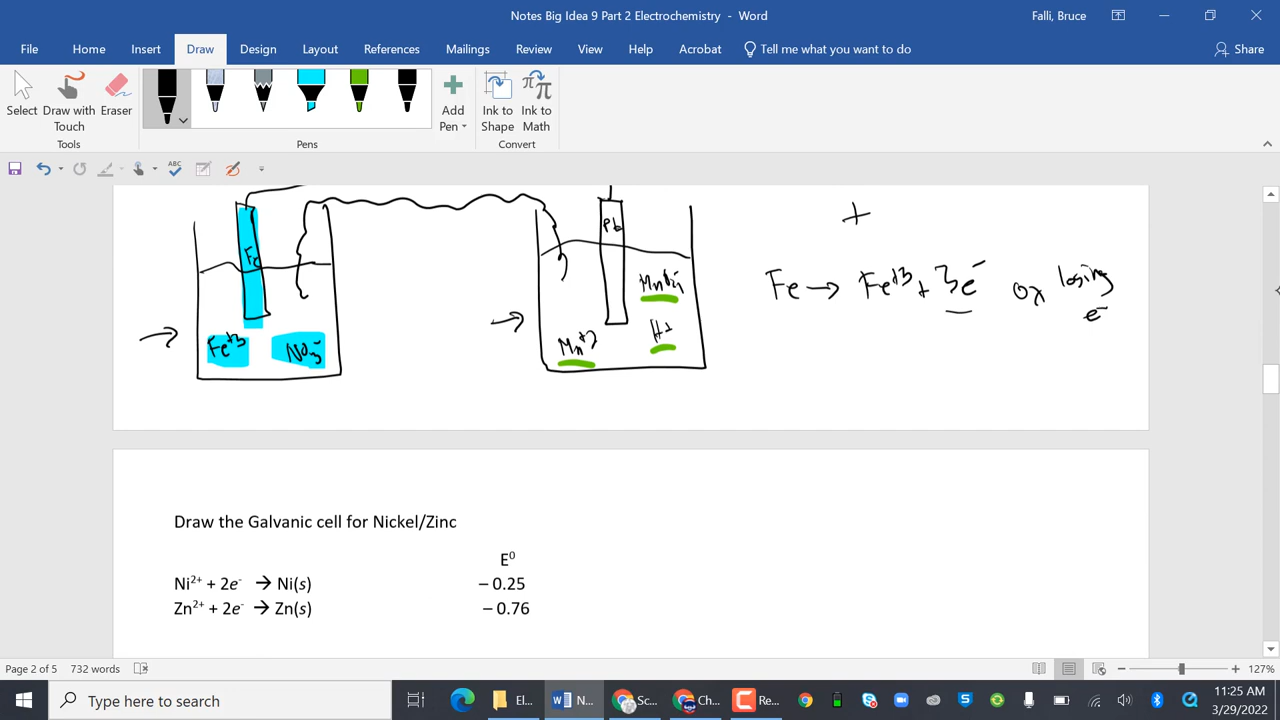 Notes Big Idea 9 Part 2 Electrochemistry - Word
Falli, Bruce
File Home Insert Draw Design Layout References Mailings Review View Help Acrobat Tell me what you want to do
Share
Select Draw with Touch Eraser Add Pen Ink to Shape Ink to Math
Tools Pens Convert
ABC
Pb
+
Fe
MnO4-
Fe → Fe+3 + 3e- ox losing e-
Fe+3 NO3-
Mn+2 H+
Draw the Galvanic cell for Nickel/Zinc
E⁰
Ni²⁺ + 2e⁻ → Ni(s) – 0.25
Zn²⁺ + 2e⁻ → Zn(s) – 0.76
Page 2 of 5 732 words
127%
Type here to search
El... N... Sc... Ch... Re...
11:25 AM
3/29/2022